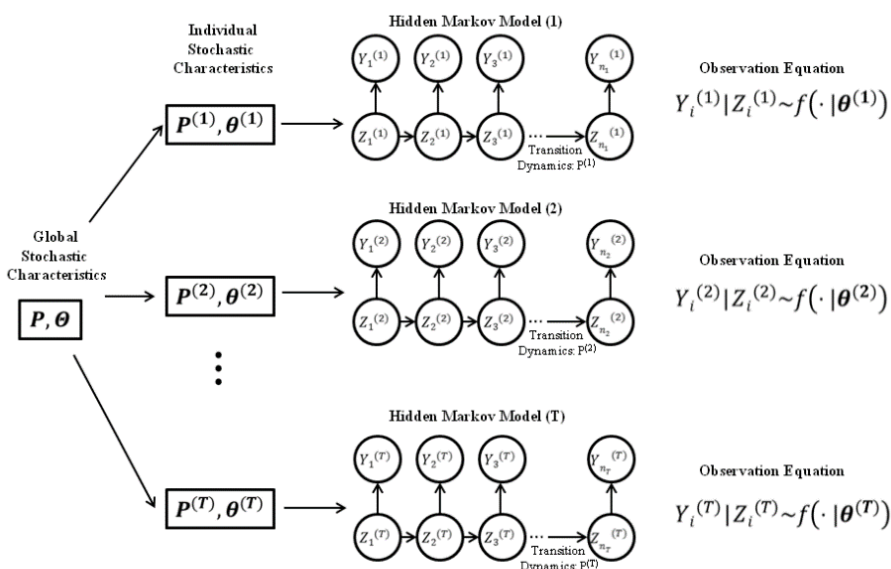 Individual
Stochastic
Characteristics
Hidden Markov Model (1)
Y₁⁽¹⁾ Y₂⁽¹⁾ Y₃⁽¹⁾ Yₙ₁⁽¹⁾
Observation Equation
Yᵢ⁽¹⁾|Zᵢ⁽¹⁾~f(· |θ⁽¹⁾)
P⁽¹⁾, θ⁽¹⁾
Z₁⁽¹⁾ Z₂⁽¹⁾ Z₃⁽¹⁾ ... Zₙ₁⁽¹⁾
Transition
Dynamics: P⁽¹⁾
Global
Stochastic
Characteristics
P, Θ
Hidden Markov Model (2)
Y₁⁽²⁾ Y₂⁽²⁾ Y₃⁽²⁾ Yₙ₂⁽²⁾
Observation Equation
Yᵢ⁽²⁾|Zᵢ⁽²⁾~f(· |θ⁽²⁾)
P⁽²⁾, θ⁽²⁾
Z₁⁽²⁾ Z₂⁽²⁾ Z₃⁽²⁾ ... Zₙ₂⁽²⁾
Transition
Dynamics: P⁽²⁾
⋮
Hidden Markov Model (T)
Y₁⁽ᵀ⁾ Y₂⁽ᵀ⁾ Y₃⁽ᵀ⁾ Y_{n_T}⁽ᵀ⁾
Observation Equation
Yᵢ⁽ᵀ⁾|Zᵢ⁽ᵀ⁾~f(· |θ⁽ᵀ⁾)
P⁽ᵀ⁾, θ⁽ᵀ⁾
Z₁⁽ᵀ⁾ Z₂⁽ᵀ⁾ Z₃⁽ᵀ⁾ ... Z_{n_T}⁽ᵀ⁾
Transition
Dynamics: P⁽ᵀ⁾